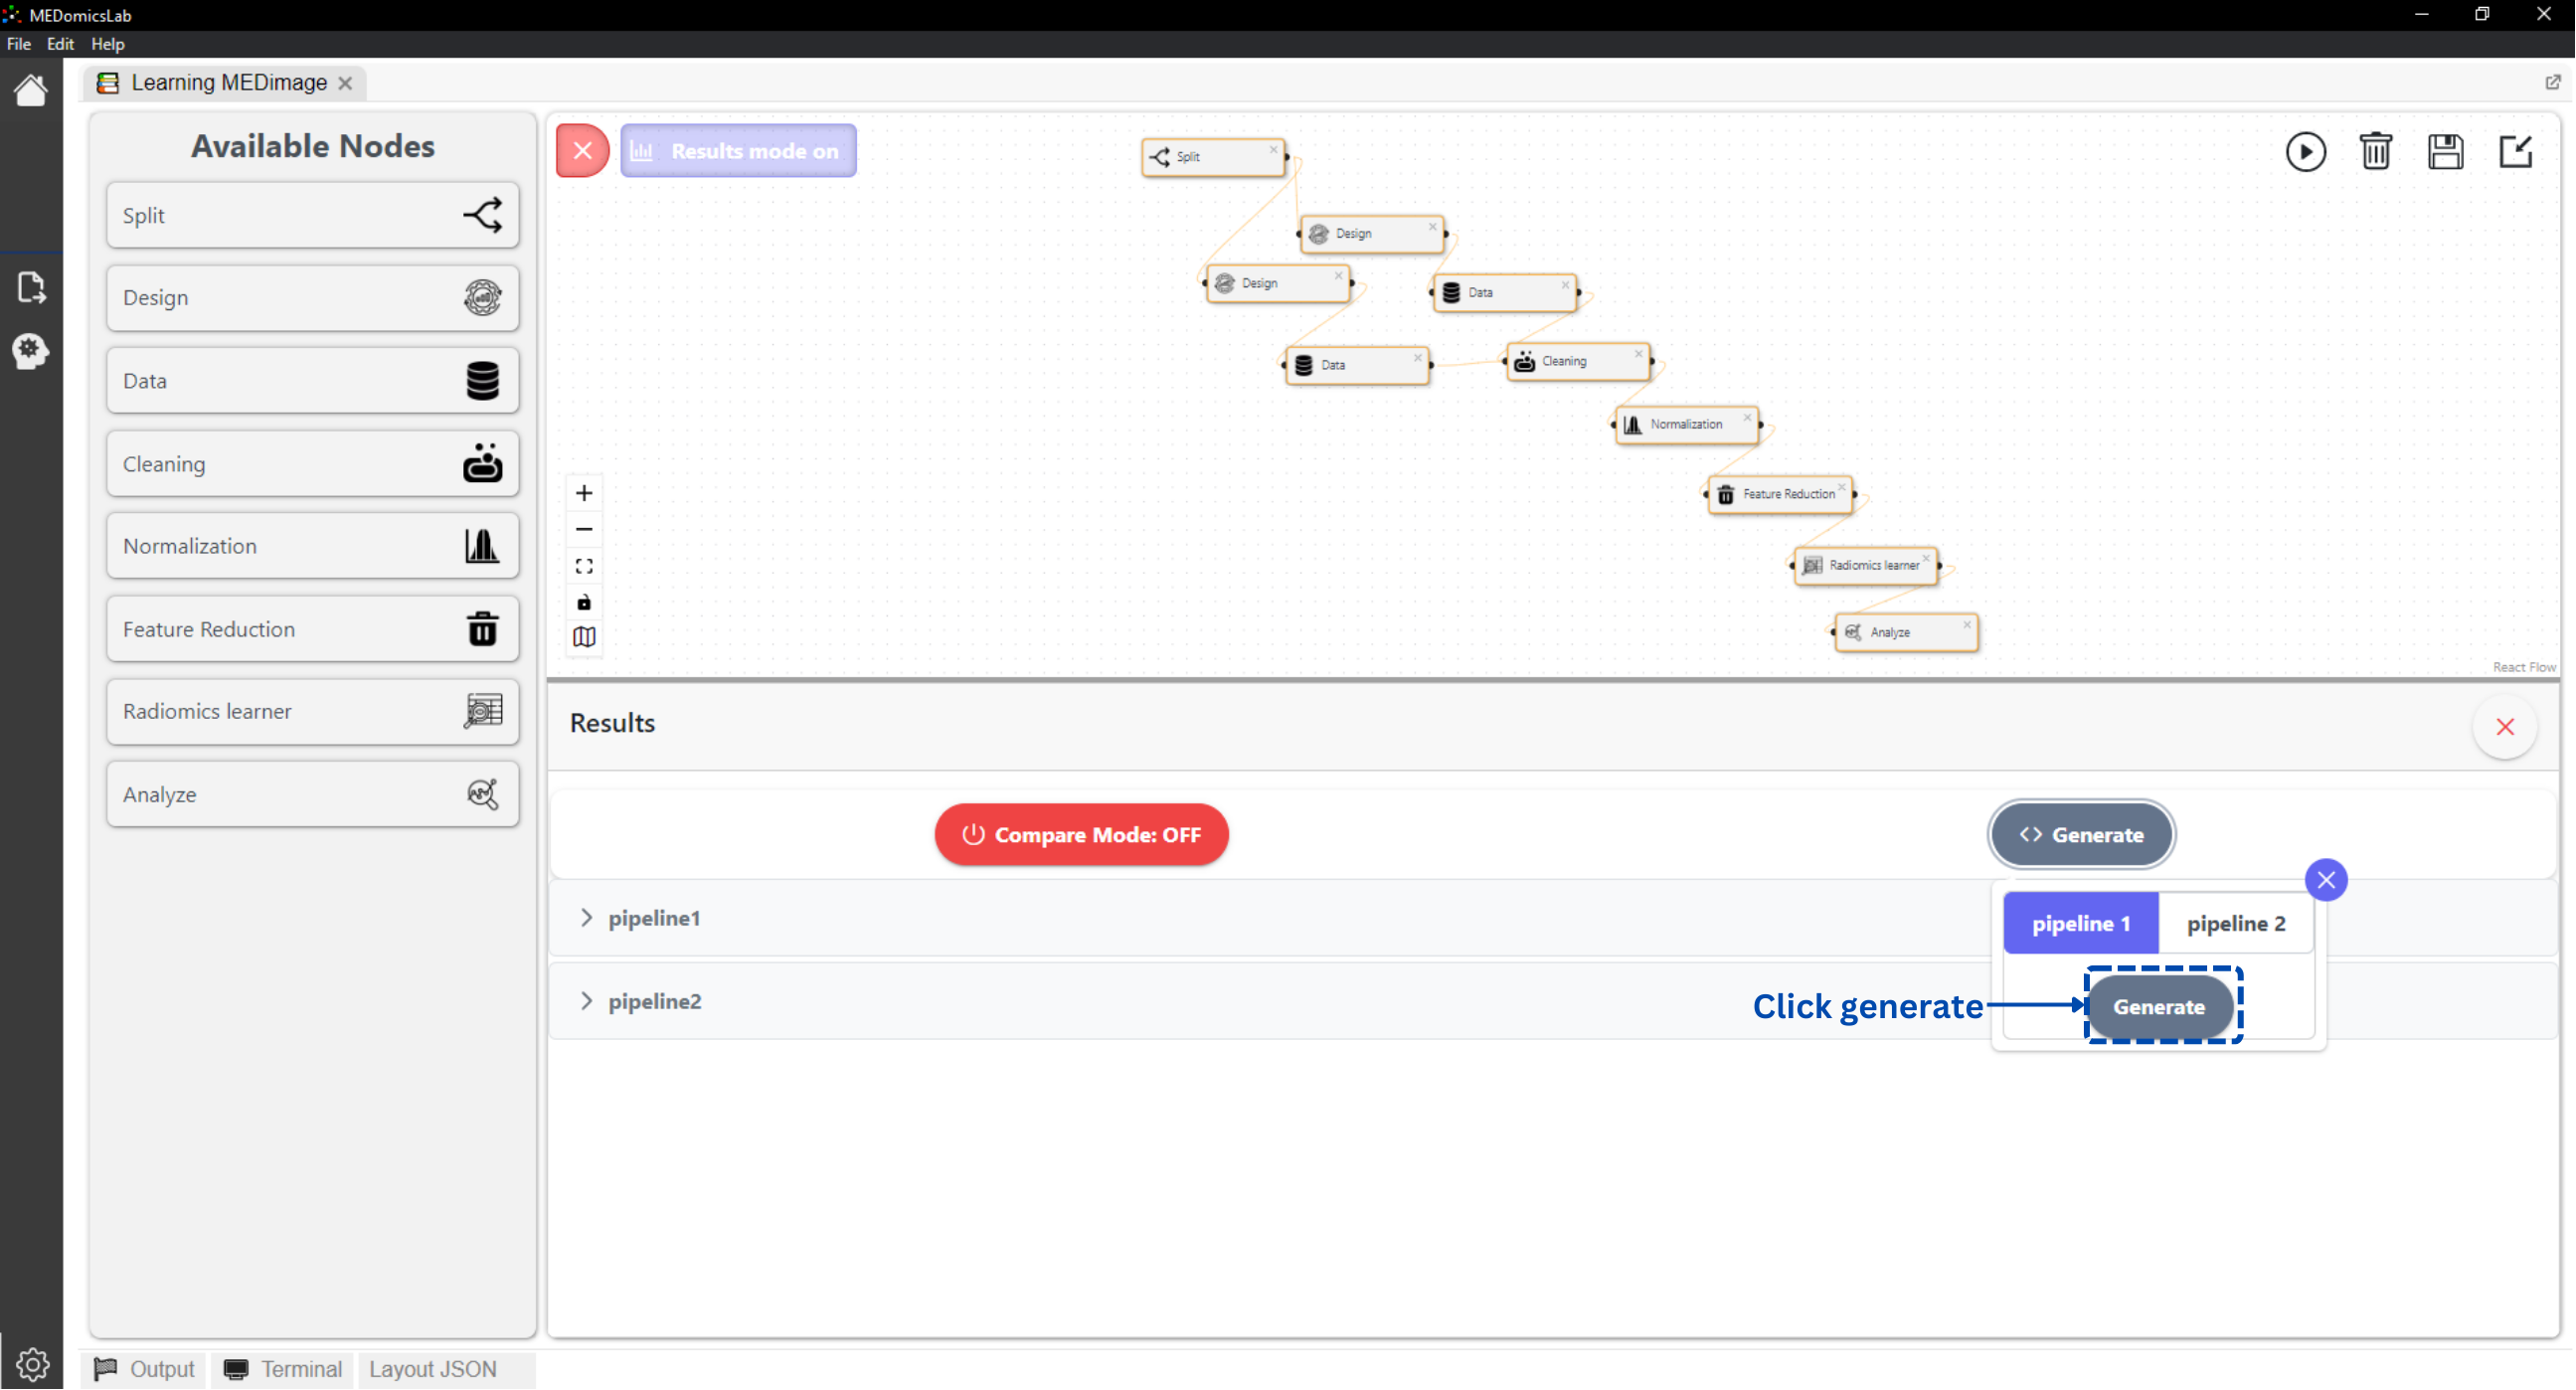 MEDomicsLab
File Edit Help
Learning MEDimage
Available Nodes
Split
Design
Data
Cleaning
Normalization
Feature Reduction
Radiomics learner
Analyze
Results mode on
Split
Design
Design
Data
Data
Cleaning
Normalization
Feature Reduction
Radiomics learner
Analyze
React Flow
Results
Compare Mode: OFF
Generate
pipeline1
pipeline 1 pipeline 2
pipeline2
Click generate
Generate
Output Terminal Layout JSON